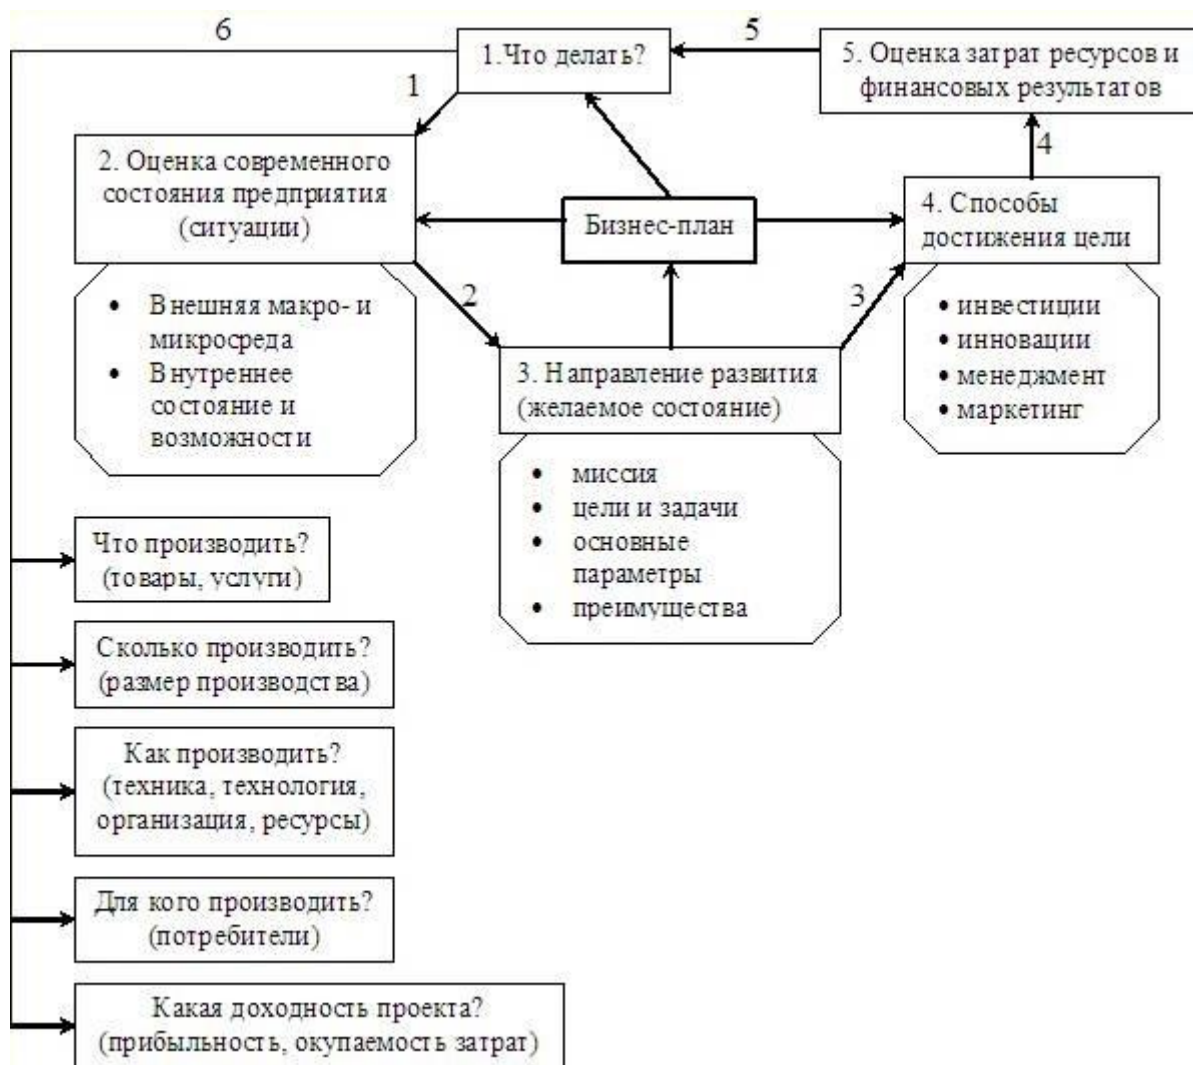 6
5
1.Что делать?
5. Оценка затрат ресурсов и
финансовых результатов
1
4
2. Оценка современного
состояния предприятия
(ситуации)
Бизнес-план
4. Способы
достижения цели
2
3
• Внешняя макро- и
микросреда
• Внутреннее
состояние и
возможности
3. Направление развития
(желаемое состояние)
• инвестиции
• инновации
• менеджмент
• маркетинг
• миссия
• цели и задачи
• основные
параметры
• преимущества
Что производить?
(товары, услуги)
Сколько производить?
(размер производства)
Как производить?
(техника, технология,
организация, ресурсы)
Для кого производить?
(потребители)
Какая доходность проекта?
(прибыльность, окупаемость затрат)